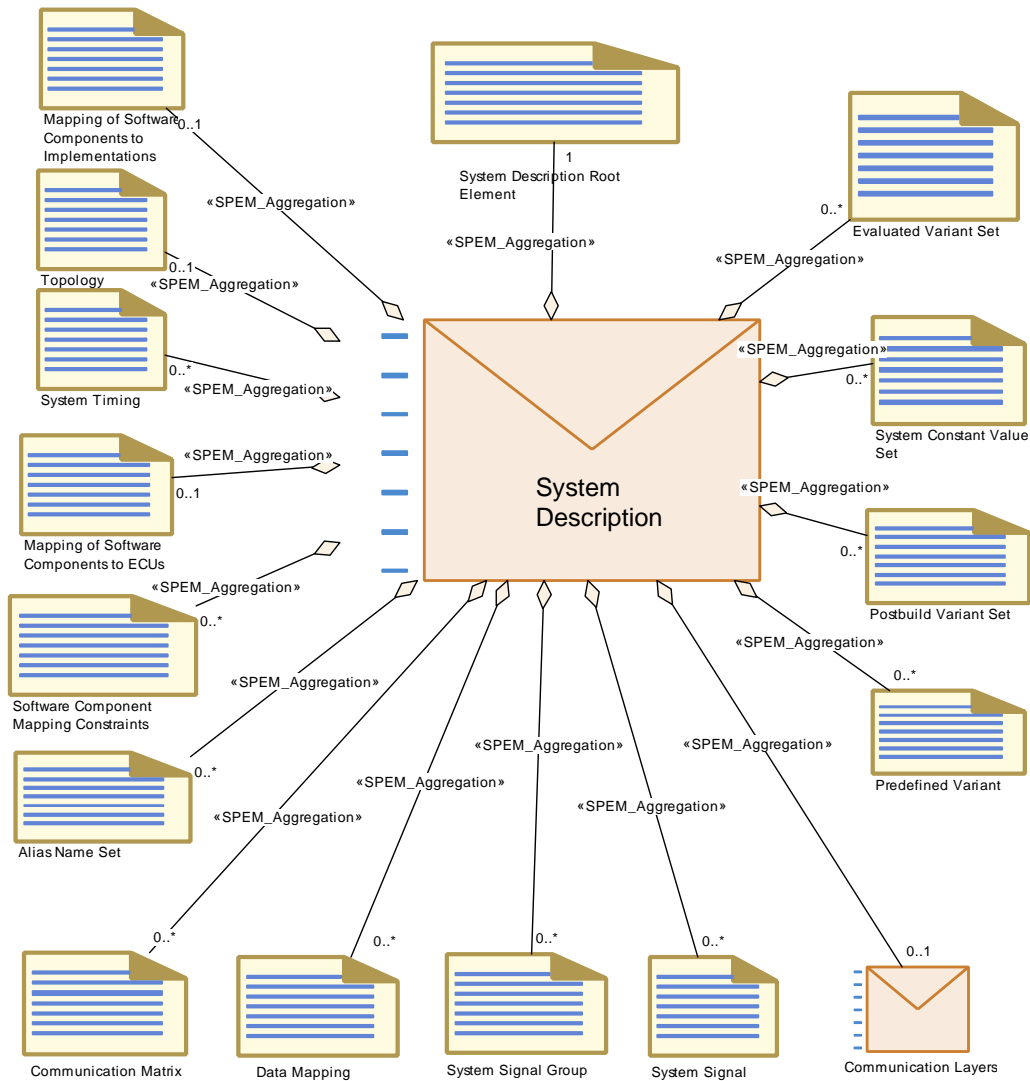 Mapping of Software
Components to
Implementations
0..1
«SPEM_Aggregation»
System Description Root
Element
1
«SPEM_Aggregation»
Evaluated Variant Set
0..*
«SPEM_Aggregation»
Topology
0..1
«SPEM_Aggregation»
System Timing
0..*
«SPEM_Aggregation»
System Constant Value
Set
0..*
«SPEM_Aggregation»
Mapping of Software
Components to ECUs
0..1
«SPEM_Aggregation»
System
Description
Postbuild Variant Set
0..*
«SPEM_Aggregation»
Software Component
Mapping Constraints
0..*
«SPEM_Aggregation»
Predefined Variant
0..*
«SPEM_Aggregation»
Alias Name Set
0..*
«SPEM_Aggregation»
Communication Matrix
0..*
«SPEM_Aggregation»
Data Mapping
0..*
«SPEM_Aggregation»
System Signal Group
0..*
«SPEM_Aggregation»
System Signal
0..*
«SPEM_Aggregation»
Communication Layers
0..1
«SPEM_Aggregation»